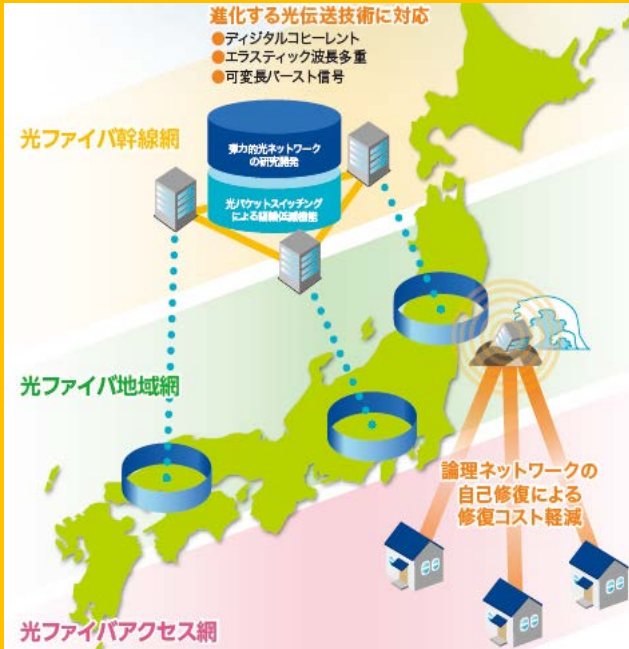 進化する光伝送技術に対応
●ディジタルコヒーレント
●エラスティック波長多重
●可変長バースト信号
光ファイバ幹線網
弾力的光ネットワーク
の研究開発
光パケットスイッチング
による
機能
光ファイバ地域網
論理ネットワークの
自己修復による
修復コスト軽減
光ファイバアクセス網